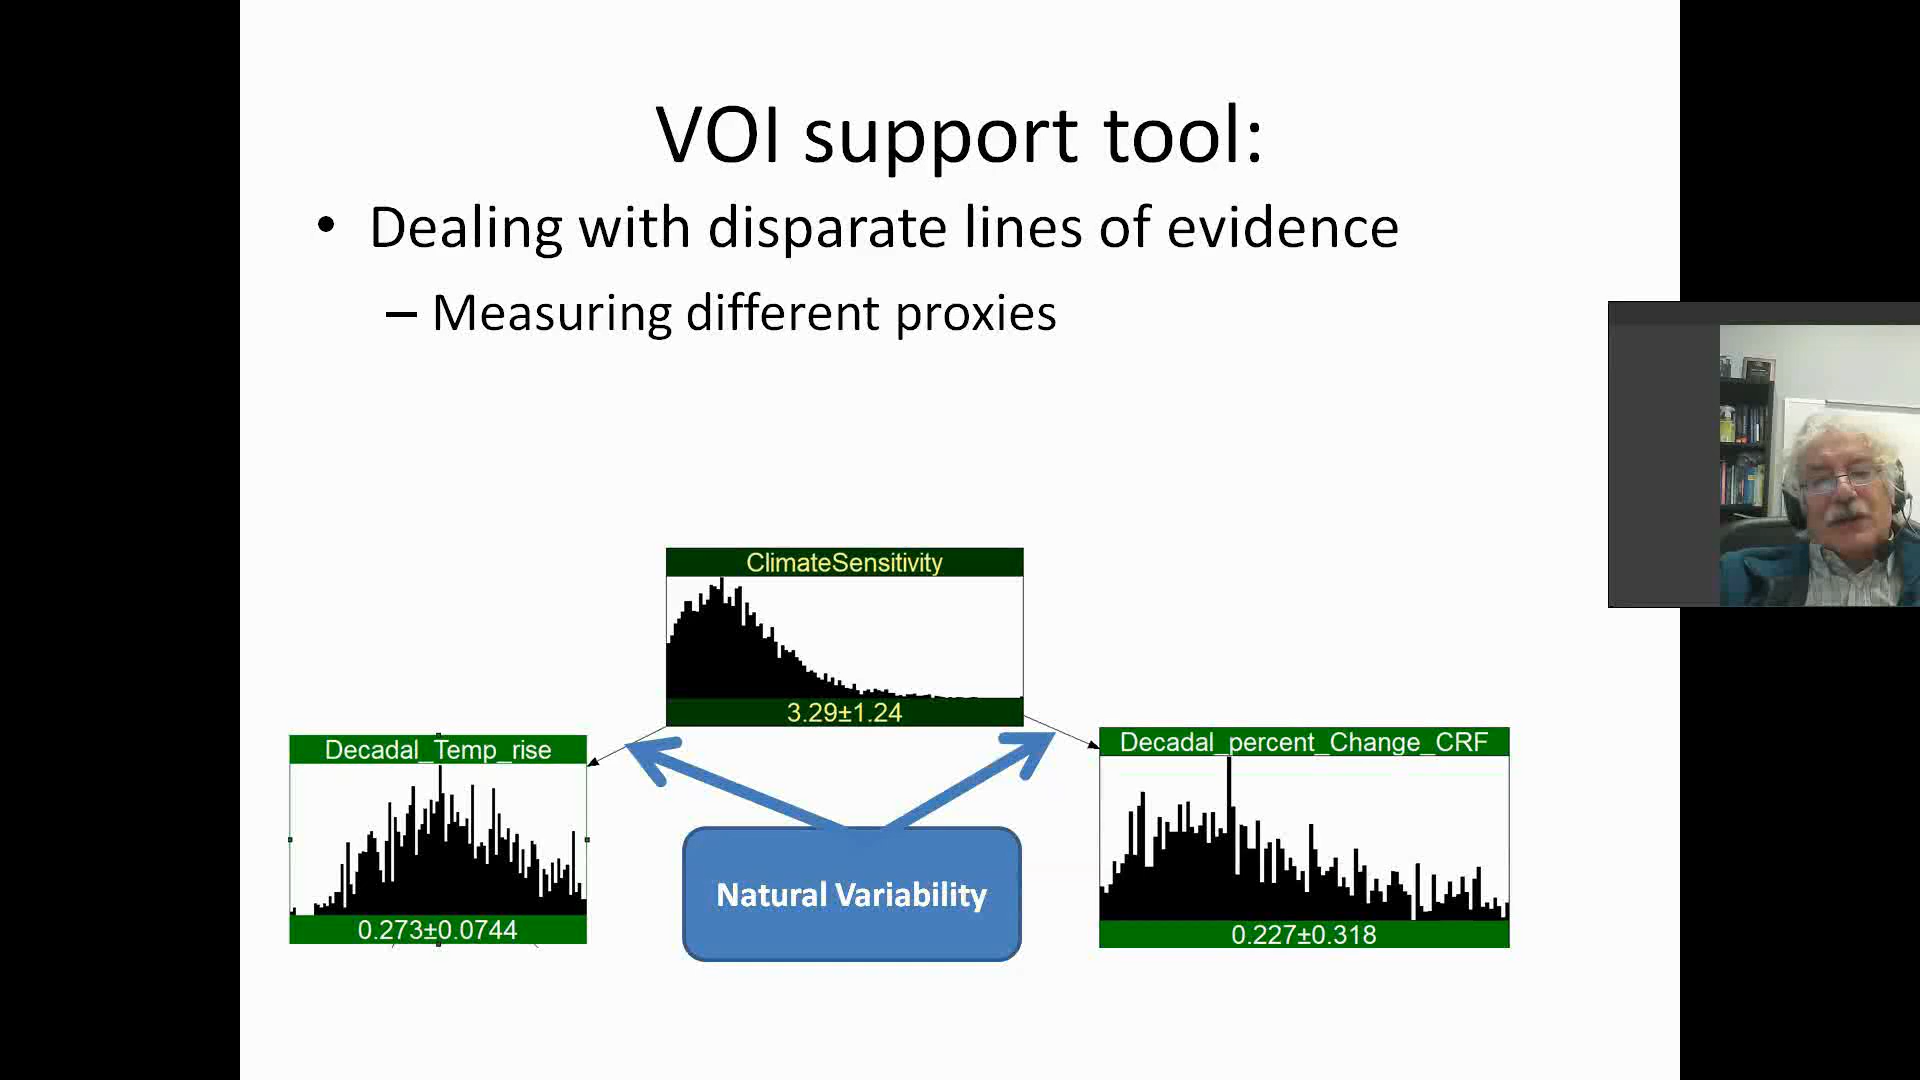 VOI support tool:
• Dealing with disparate lines of evidence
– Measuring different proxies
ClimateSensitivity
3.29±1.24
Decadal_Temp_rise
0.273±0.0744
Natural Variability
Decadal_percent_Change_CRF
0.227±0.318